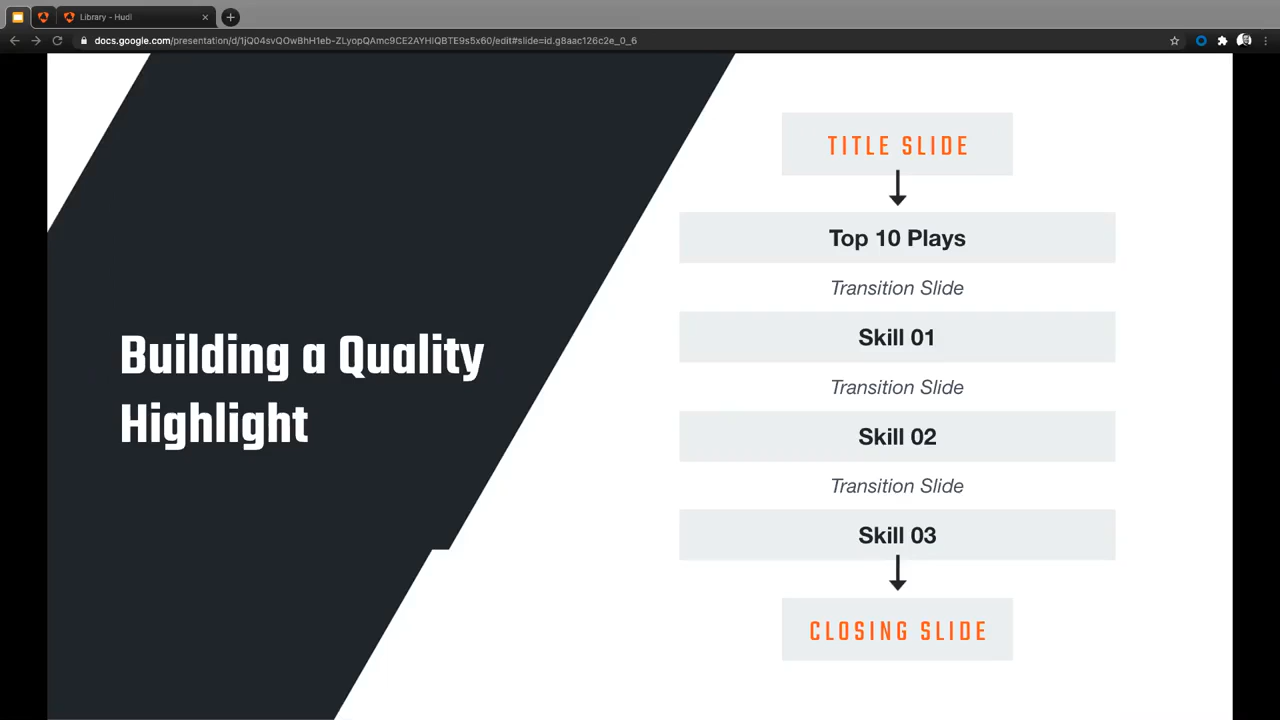 Library - Hudl
docs.google.com/presentation/d/1jQ04svQOwBhH1eb-ZLyopQAmc9CE2AYHIQBTE9s5x60/edit#slide=id.g8aac126c2e_0_6
Building a Quality
Highlight
TITLE SLIDE
Top 10 Plays
Transition Slide
Skill 01
Transition Slide
Skill 02
Transition Slide
Skill 03
CLOSING SLIDE